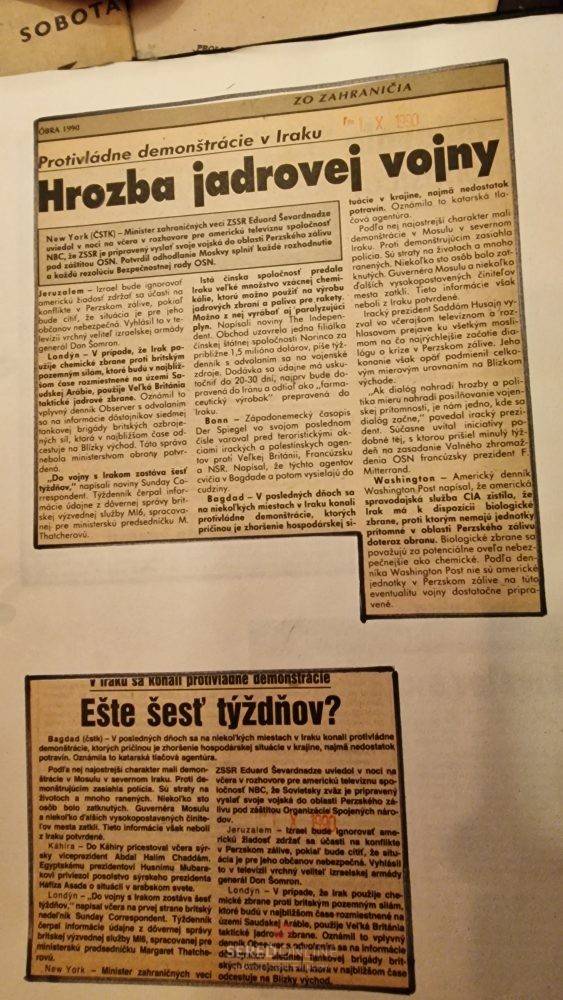 SOBOTA
ZO ZAHRANIČIA
ÓBRA 1990
1 X. 1990
Protivládne demonštrácie v Iraku
Hrozba jadrovej vojny
New York (ČSTK) – Minister zahraničných vecí ZSSR Eduard Ševardnadze
uviedol v noci na včera v rozhovore pre americkú televíznu spoločnosť
NBC, že ZSSR je pripravený vyslať svoje vojská do oblasti Perzského zálivu
pod záštitou OSN. Potvrdil odhodlanie Moskvy splniť každé rozhodnutie
a každú rezolúciu Bezpečnostnej rady OSN.
Jeruzalem – Izrael bude ignorovať
americkú žiadosť zdržať sa účasti na
konflikte v Perzskom zálive, pokiaľ
bude cítiť, že situácia je pre jeho
občanov nebezpečná. Vyhlásil to v te-
levízii vrchný veliteľ izraelskej armády
generál Dan Šomron.
Londýn – V prípade, že Irak po-
užije chemické zbrane proti britským
pozemným silám, ktoré budú v najbliž-
šom čase rozmiestnené na území Sa-
udskej Arábie, použije Veľká Británia
taktické jadrové zbrane. Oznámil to
vplyvný denník Observer s odvolaním
sa na informácie dôstojníkov siedmej
tankovej brigády britských ozbroje-
ných síl, ktorá v najbližšom čase od-
cestuje na Blízky východ. Táto správa
nebola ministerstvom obrany potvr-
dená.
„Do vojny s Irakom zostáva šesť
týždňov,“ napísali noviny Sunday Co-
rrespondent. Týždenník čerpal infor-
mácie údajne z dôvernej správy brit-
skej výzvednej služby MI6, spracova-
nej pre ministerskú predsedníčku M.
Thatcherovú.
Istá čínska spoločnosť predala
Iraku veľké množstvo vzácnej chemi-
kálie, ktorú možno použiť na výrobu
jadrových zbraní a paliva pre rakety.
Možno z nej vyrábať aj paralyzujúci
plyn. Napísali noviny The Indepen-
dent. Obchod uzavrela jedna filiálka
čínskej štátnej spoločnosti Norinco za
približne 1,5 milióna dolárov, píše týž-
denník s odvolaním sa na vojenské
zdroje. Dodávka sa údajne má usku-
točniť do 20-30 dní, najprv bude do-
pravená do Iránu a odtiaľ ako „farma-
ceutický výrobok“ prepravená do
Iraku.
Bonn – Západonemecký časopis
Der Spiegel vo svojom poslednom
čísle varoval pred teroristickými ak-
ciami irackých a palestínskych agen-
tov proti Veľkej Británii, Francúzsku
a NSR. Napísal, že týchto agentov
cvičia v Bagdade a potom vysielajú do
cudziny.
Bagdad – V posledných dňoch sa
na niekoľkých miestach v Iraku konali
protivládne demonštrácie, ktorých
príčinou je zhoršenie hospodárskej si-
tuácie v krajine, najmä nedostatok
potravín. Oznámila to katarská tla-
čová agentúra.
Podľa nej najostrejší charakter mali
demonštrácie v Mosulu v severnom
Iraku. Proti demonštrujúcim zasiahla
polícia. Sú straty na životoch a mnoho
ranených. Niekoľko sto osôb bolo zat-
knutých. Guvernéra Mosulu a niekoľko
ďalších vysokopostavených činiteľov
mesta zatkli. Tieto informácie však
neboli z Iraku potvrdené.
Iracký prezident Saddám Husajn vy-
zval vo včerajšom televíznom a roz-
hlasovom prejave ku všetkým možli-
vom na čo najrýchlejšie začatie dia-
lógu o kríze v Perzskom zálive. Jeho
konanie však opäť podmienil celko-
vým mierovým urovnaním na Blízkom
východe.
„Ak dialóg nahradí hrozby a politi-
ka mieru nahradí posilňovanie vojen-
skej prítomnosti, je nám jedno, kde sa
dialóg začne,“ povedal iracký prezi-
dent. Súčasne uvítal iniciatívy po-
dobné tej, s ktorou prišiel minulý týž-
deň na zasadanie Valného zhromaž-
denia OSN francúzsky prezident F.
Mitterrand.
Washington – Americký denník
Washington Post napísal, že americká
spravodajská služba CIA zistila, že
Irak má k dispozícii biologické
zbrane, proti ktorým nemajú jednotky
prítomné v oblasti Perzského zálivu
doteraz obranu. Biologické zbrane sa
považujú za potenciálne oveľa nebez-
pečnejšie ako chemické. Podľa den-
níka Washington Post nie sú americké
jednotky v Perzskom zálive na túto
eventualitu vojny dostatočne pripra-
vené.
V Iraku sa konali protivládne demonštrácie
Ešte šesť týždňov?
Bagdad (čstk) – V posledných dňoch sa na niekoľkých miestach v Iraku konali protivládne
demonštrácie, ktorých príčinou je zhoršenie hospodárskej situácie v krajine, najmä nedostatok
potravín. Oznámila to katarská tlačová agentúra.
Podľa nej najostrejší charakter mali demon-
štrácie v Mosulu v severnom Iraku. Proti de-
monštrujúcim zasiahla polícia. Sú straty na
životoch a mnoho ranených. Niekoľko sto
osôb bolo zatknutých. Guvernéra Mosulu
a niekoľko ďalších vysokopostavených činite-
ľov mesta zatkli. Tieto informácie však neboli
z Iraku potvrdené.
Káhira – Do Káhiry pricestoval včera sýr-
sky viceprezident Abdal Halim Chaddám.
Egyptskému prezidentovi Husnímu Mubara-
kovi priviezol posolstvo sýrskeho prezidenta
Háfiza Asada o situácii v arabskom svete.
Londýn – „Do vojny s Irakom zostáva šesť
týždňov,“ napísal včera na prvej strane britský
nedeľník Sunday Correspondent. Týždenník
čerpal informácie údajne z dôvernej správy
britskej výzvednej služby MI6, spracovanej pre
ministerskú predsedníčku Margaret Thatche-
rovú.
New York – Minister zahraničných vecí
ZSSR Eduard Ševardnadze uviedol v noci na
včera v rozhovore pre americkú televíznu spo-
ločnosť NBC, že Sovietsky zväz je pripravený
vyslať svoje vojská do oblasti Perzského zálivu
pod záštitou Organizácie Spojených národov.
1 X 1990
Jeruzalem – Izrael bude ignorovať ame-
rickú žiadosť zdržať sa účasti na konflikte
v Perzskom zálive, pokiaľ bude cítiť, že situá-
cia je pre jej občanov nebezpečná. Vyhlásil
to v televízii vrchný veliteľ izraelskej armády
generál Don Šomron.
Londýn – V prípade, že Irak použije che-
mické zbrane proti britským pozemným silám,
ktoré budú v najbližšom čase rozmiestnené na
území Saudskej Arábie, použije Veľká Británia
taktické jadrové zbrane. Oznámil to vplyvný
denník Observer s odvolaním sa na informácie
tankovej brigády brit-
ských ozbrojených síl, ktorá v najbližšom čase
odcestuje na Blízky východ.